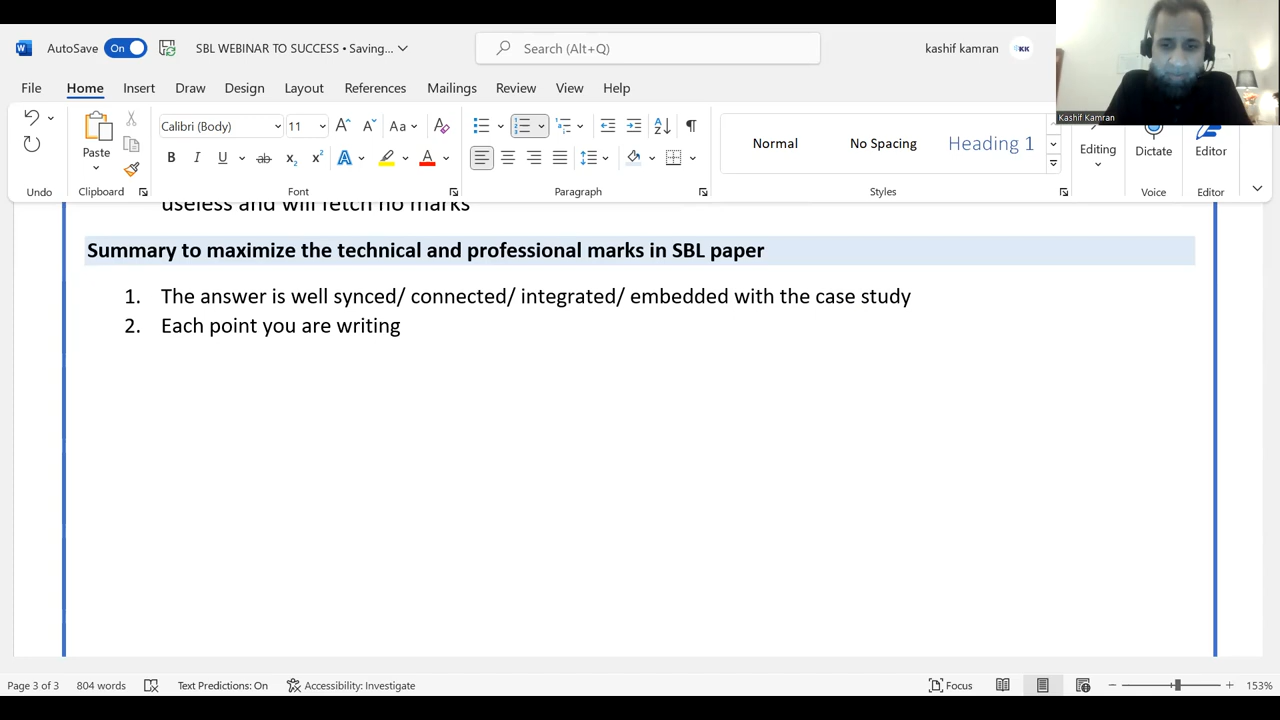 AutoSave On SBL WEBINAR TO SUCCESS • Saving... Search (Alt+Q) kashif kamran KK
Kashif Kamran
File Home Insert Draw Design Layout References Mailings Review View Help
Calibri (Body) 11 Aa A
Paste B I U ab x₂ x² A A
Normal No Spacing Heading 1
Editing Dictate Editor
Undo Clipboard Font Paragraph Styles Voice Editor
useless and will fetch no marks
Summary to maximize the technical and professional marks in SBL paper
1. The answer is well synced/ connected/ integrated/ embedded with the case study
2. Each point you are writing
Page 3 of 3 804 words Text Predictions: On Accessibility: Investigate Focus 153%